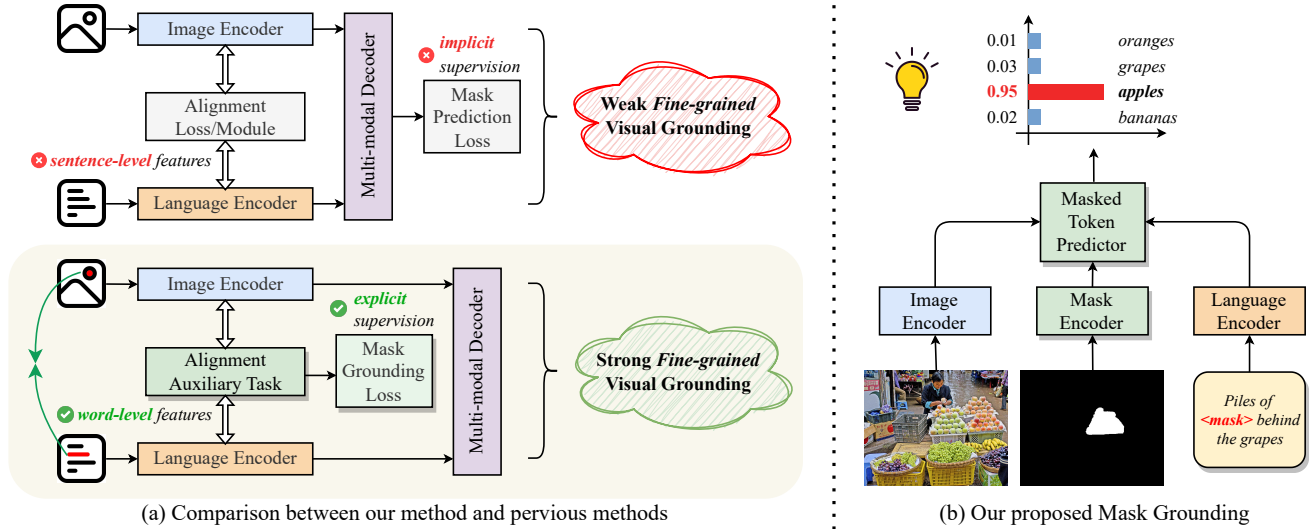 Image Encoder
Alignment
Loss/Module
sentence-level features
Language Encoder
Multi-modal Decoder
implicit
supervision
Mask
Prediction
Loss
Weak Fine-grained
Visual Grounding
Image Encoder
explicit
supervision
Alignment
Auxiliary Task
Mask
Grounding
Loss
word-level features
Language Encoder
Multi-modal Decoder
Strong Fine-grained
Visual Grounding
(a) Comparison between our method and pervious methods
0.01 oranges
0.03 grapes
0.95 apples
0.02 bananas
Masked
Token
Predictor
Image
Encoder
Mask
Encoder
Language
Encoder
Piles of
<mask> behind
the grapes
(b) Our proposed Mask Grounding